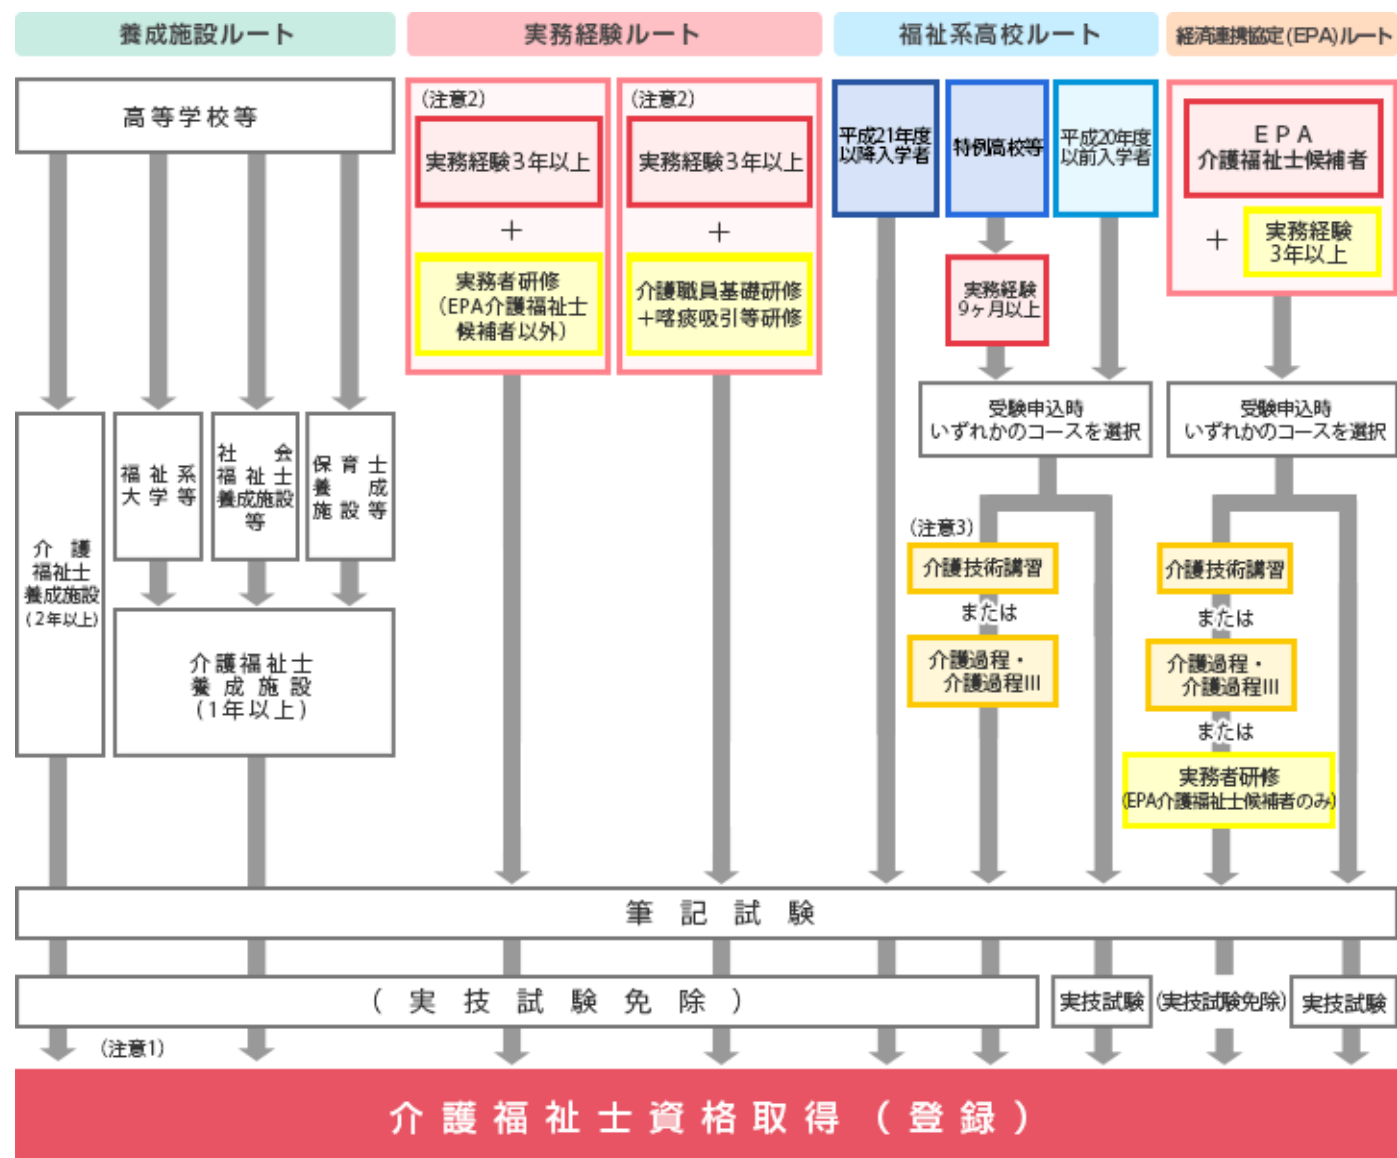 養成施設ルート
実務経験ルート
福祉系高校ルート
経済連携協定(EPA)ルート
高等学校等
介護
福祉士
養成施設
(2年以上)
福祉系
大学等
社会
福祉士
養成施設
等
保育士
養成
施設等
介護福祉士
養成施設
(1年以上)
(注意2)
実務経験3年以上
+
実務者研修
(EPA介護福祉士
候補者以外)
(注意2)
実務経験3年以上
+
介護職員基礎研修
+喀痰吸引等研修
平成21年度
以降入学者
特例高校等
平成20年度
以前入学者
実務経験
9ヶ月以上
受験申込時
いずれかのコースを選択
(注意3)
介護技術講習
または
介護過程・
介護過程III
EPA
介護福祉士候補者
+
実務経験
3年以上
受験申込時
いずれかのコースを選択
介護技術講習
または
介護過程・
介護過程III
または
実務者研修
(EPA介護福祉士候補者のみ)
筆記試験
(実技試験免除)
実技試験
(実技試験免除)
実技試験
(注意1)
介護福祉士資格取得(登録)